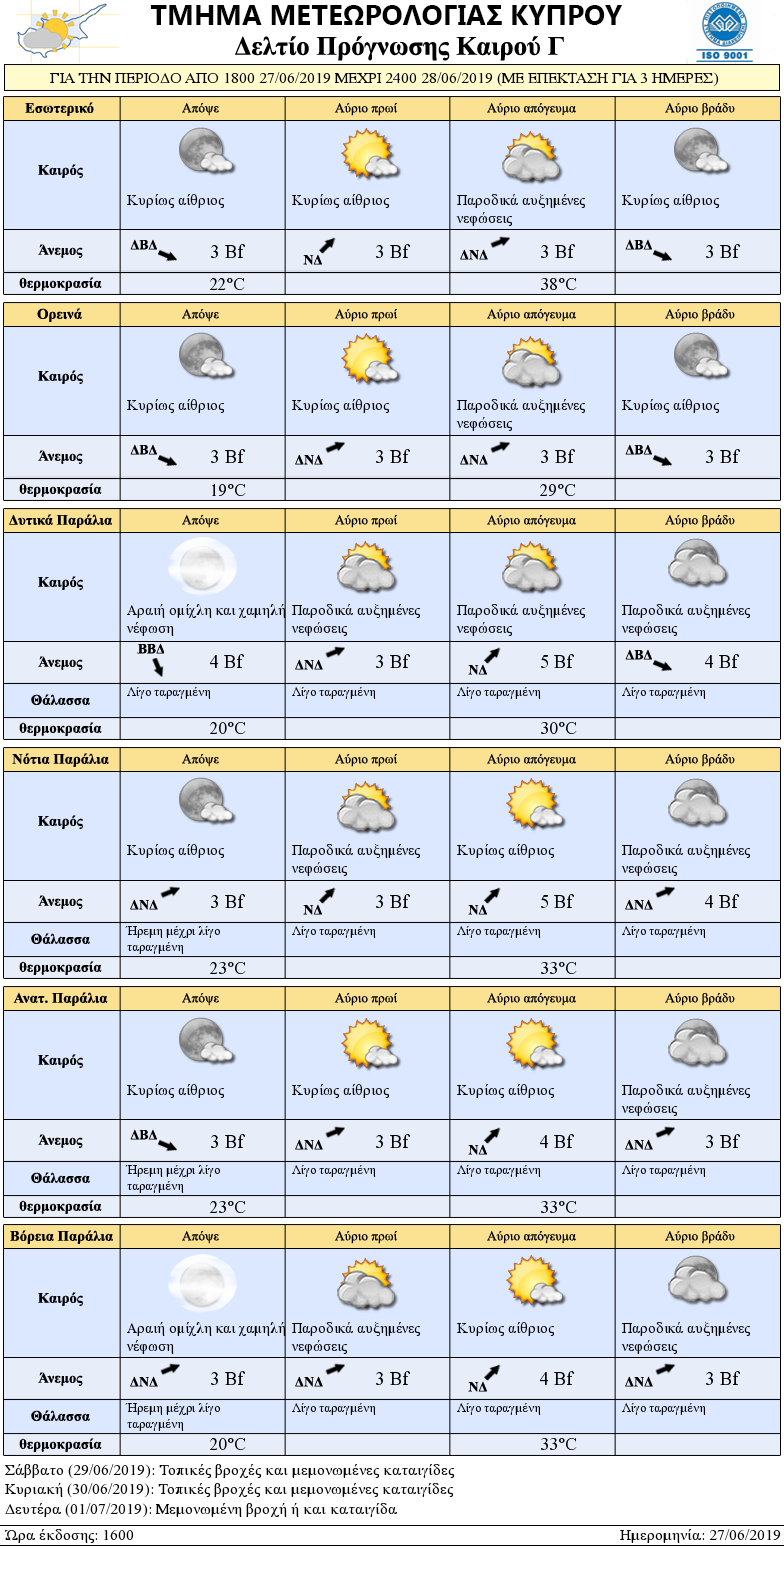 ΤΜΗΜΑ ΜΕΤΕΩΡΟΛΟΓΙΑΣ ΚΥΠΡΟΥ
Δελτίο Πρόγνωσης Καιρού Γ
ISO 9001
ΓΙΑ ΤΗΝ ΠΕΡΙΟΔΟ ΑΠΟ 1800 27/06/2019 ΜΕΧΡΙ 2400 28/06/2019 (ΜΕ ΕΠΕΚΤΑΣΗ ΓΙΑ 3 ΗΜΕΡΕΣ)
Εσωτερικό Απόψε Αύριο πρωί Αύριο απόγευμα Αύριο βράδυ
Καιρός
Κυρίως αίθριος Κυρίως αίθριος Παροδικά αυξημένες Κυρίως αίθριος
νεφώσεις
Άνεμος ΔΒΔ 3 Bf ΝΔ 3 Bf ΔΝΔ 3 Bf ΔΒΔ 3 Bf
θερμοκρασία 22°C 38°C
Ορεινά Απόψε Αύριο πρωί Αύριο απόγευμα Αύριο βράδυ
Καιρός
Κυρίως αίθριος Κυρίως αίθριος Παροδικά αυξημένες Κυρίως αίθριος
νεφώσεις
Άνεμος ΔΒΔ 3 Bf ΔΝΔ 3 Bf ΔΝΔ 3 Bf ΔΒΔ 3 Bf
θερμοκρασία 19°C 29°C
Δυτικά Παράλια Απόψε Αύριο πρωί Αύριο απόγευμα Αύριο βράδυ
Καιρός
Αραιή ομίχλη και χαμηλή Παροδικά αυξημένες Παροδικά αυξημένες Παροδικά αυξημένες
νέφωση νεφώσεις νεφώσεις νεφώσεις
Άνεμος ΒΒΔ 4 Bf ΔΝΔ 3 Bf ΝΔ 5 Bf ΔΒΔ 4 Bf
Θάλασσα Λίγο ταραγμένη Λίγο ταραγμένη Λίγο ταραγμένη Λίγο ταραγμένη
θερμοκρασία 20°C 30°C
Νότια Παράλια Απόψε Αύριο πρωί Αύριο απόγευμα Αύριο βράδυ
Καιρός
Κυρίως αίθριος Παροδικά αυξημένες Κυρίως αίθριος Παροδικά αυξημένες
νεφώσεις νεφώσεις
Άνεμος ΔΝΔ 3 Bf ΝΔ 3 Bf ΝΔ 5 Bf ΔΝΔ 4 Bf
Θάλασσα Ήρεμη μέχρι λίγο Λίγο ταραγμένη Λίγο ταραγμένη Λίγο ταραγμένη
ταραγμένη
θερμοκρασία 23°C 33°C
Ανατ. Παράλια Απόψε Αύριο πρωί Αύριο απόγευμα Αύριο βράδυ
Καιρός
Κυρίως αίθριος Κυρίως αίθριος Κυρίως αίθριος Παροδικά αυξημένες
νεφώσεις
Άνεμος ΔΒΔ 3 Bf ΔΝΔ 3 Bf ΝΔ 4 Bf ΔΝΔ 3 Bf
Θάλασσα Ήρεμη μέχρι λίγο Λίγο ταραγμένη Λίγο ταραγμένη Λίγο ταραγμένη
ταραγμένη
θερμοκρασία 23°C 33°C
Βόρεια Παράλια Απόψε Αύριο πρωί Αύριο απόγευμα Αύριο βράδυ
Καιρός
Αραιή ομίχλη και χαμηλή Παροδικά αυξημένες Κυρίως αίθριος Παροδικά αυξημένες
νέφωση νεφώσεις νεφώσεις
Άνεμος ΔΝΔ 3 Bf ΔΝΔ 3 Bf ΝΔ 4 Bf ΔΝΔ 3 Bf
Θάλασσα Ήρεμη μέχρι λίγο Λίγο ταραγμένη Λίγο ταραγμένη Λίγο ταραγμένη
ταραγμένη
θερμοκρασία 20°C 33°C
Σάββατο (29/06/2019): Τοπικές βροχές και μεμονωμένες καταιγίδες
Κυριακή (30/06/2019): Τοπικές βροχές και μεμονωμένες καταιγίδες
Δευτέρα (01/07/2019): Μεμονωμένη βροχή ή και καταιγίδα
Ώρα έκδοσης: 1600 Ημερομηνία: 27/06/2019